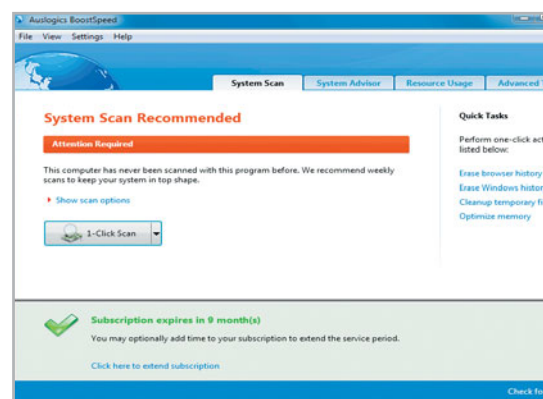 Auslogics BoostSpeed
File View Settings Help
System Scan System Advisor Resource Usage Advanced
System Scan Recommended
Attention Required
This computer has never been scanned with this program before. We recommend weekly
scans to keep your system in top shape.
Show scan options
1-Click Scan
Quick Tasks
Perform one-click act
listed below:
Erase browser history
Erase Windows histor
Cleanup temporary fi
Optimize memory
Subscription expires in 9 month(s)
You may optionally add time to your subscription to extend the service period.
Click here to extend subscription
Check fo